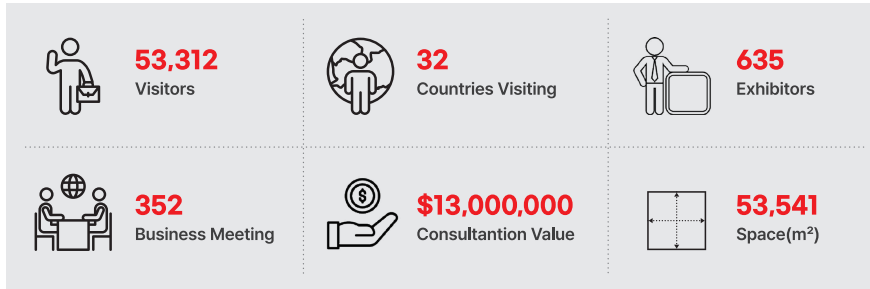 53,312
Visitors
32
Countries Visiting
635
Exhibitors
352
Business Meeting
$13,000,000
Consultantion Value
53,541
Space(m²)